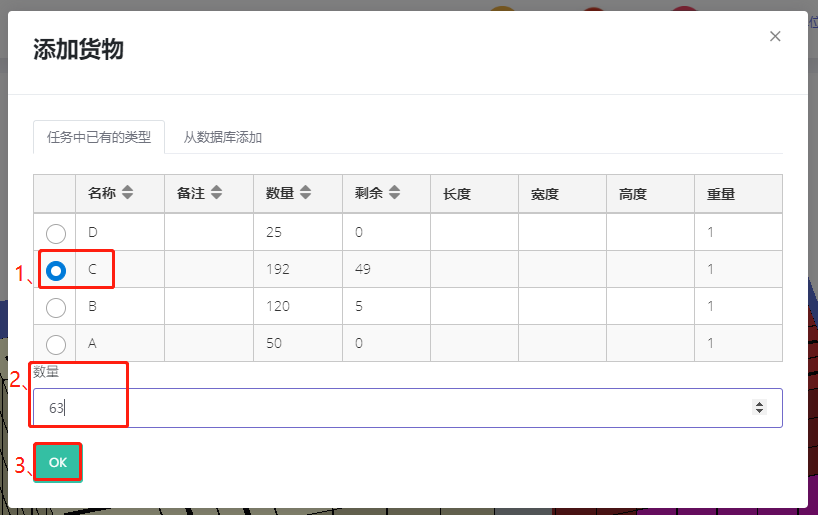 添加货物
×
任务中已有的类型 从数据库添加
名称 备注 数量 剩余 长度 宽度 高度 重量
D 25 0 1
1、 C 192 49 1
B 120 5 1
A 50 0 1
数量
2、
63
3、 OK